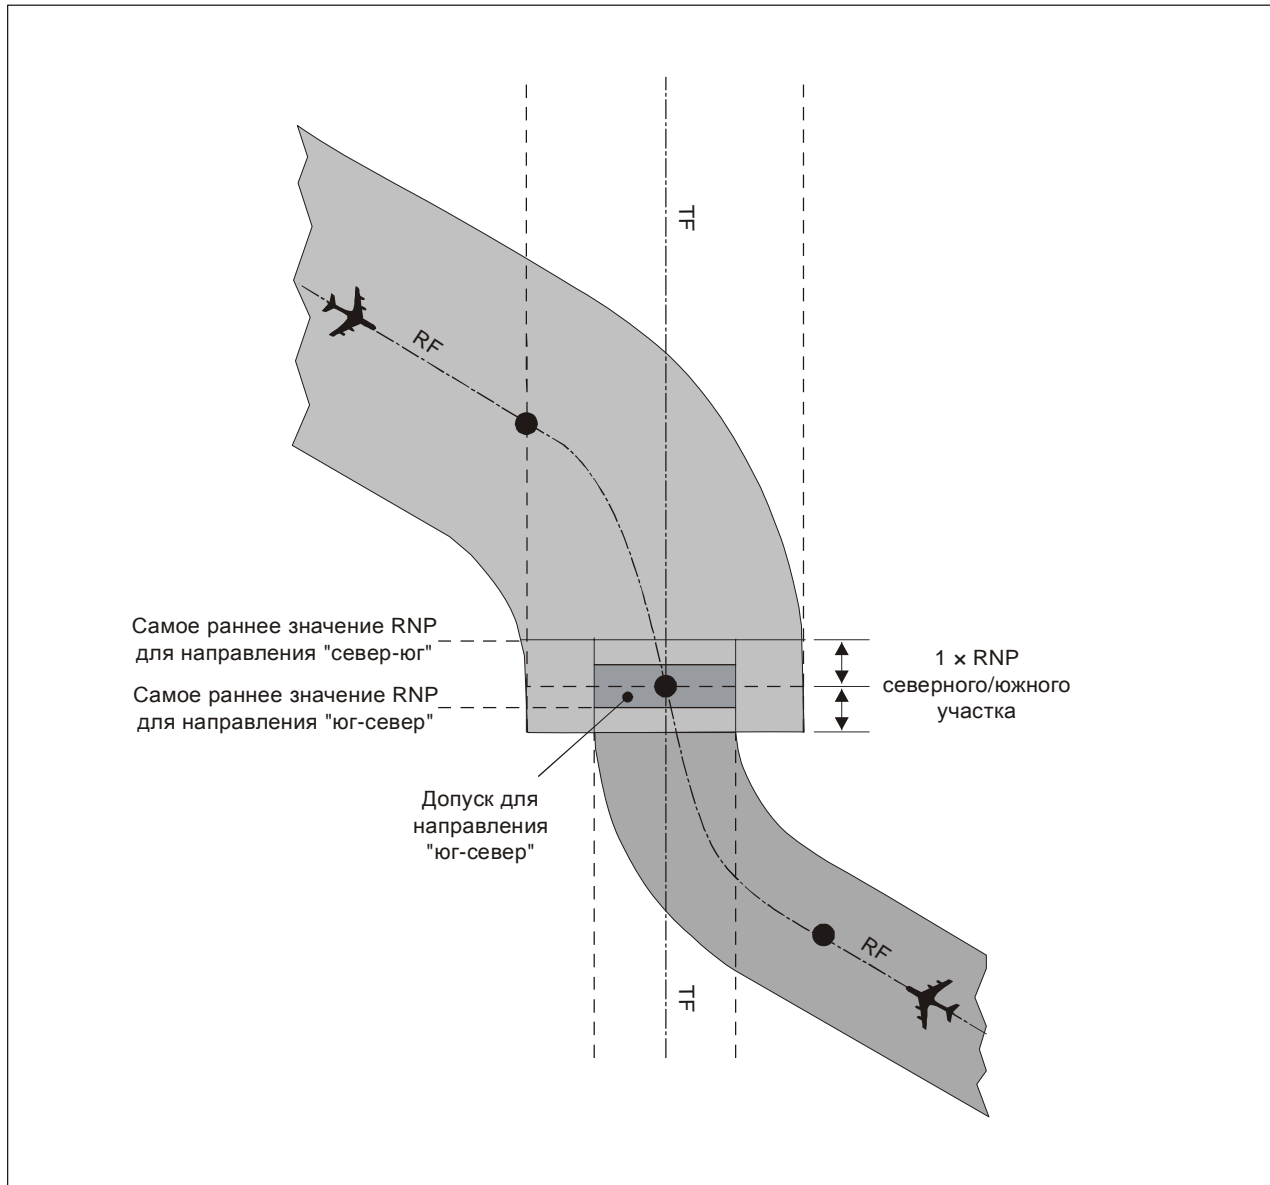 TF
RF
Самое раннее значение RNP
для направления "север-юг"
Самое раннее значение RNP
для направления "юг-север"
1 × RNP
северного/южного
участка
Допуск для
направления
"юг-север"
RF
TF